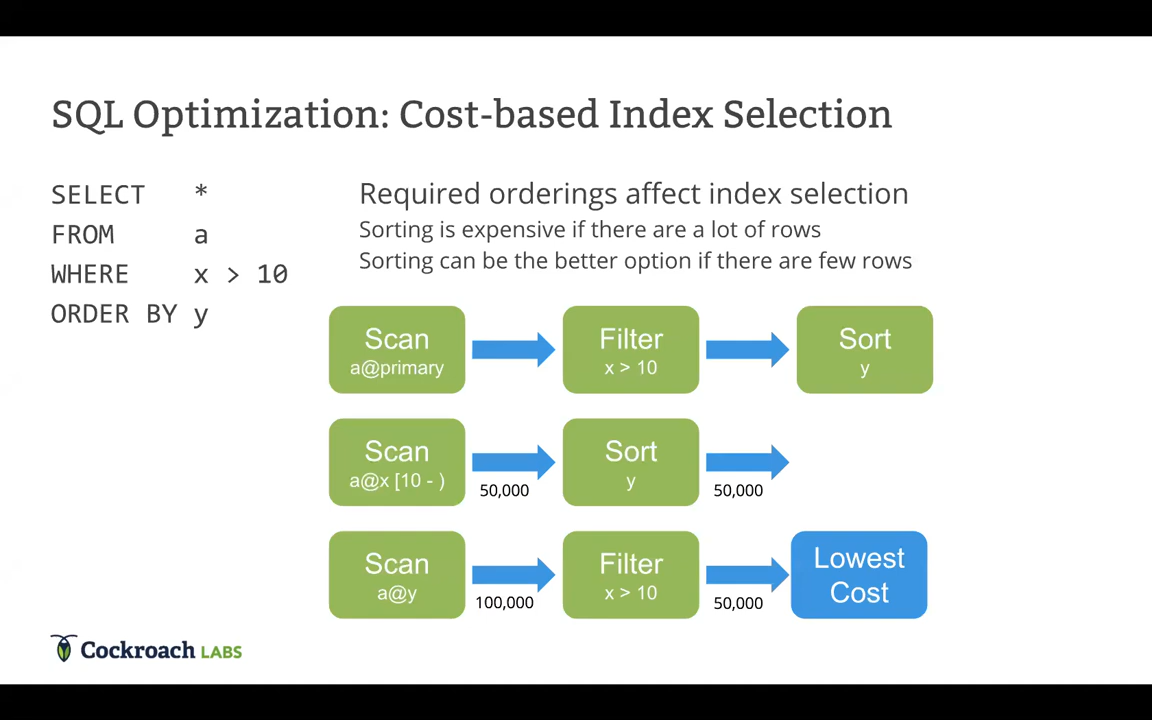 SQL Optimization: Cost-based Index Selection
SELECT *
FROM a
WHERE x > 10
ORDER BY y
Required orderings affect index selection
Sorting is expensive if there are a lot of rows
Sorting can be the better option if there are few rows
Scan
a@primary
Filter
x > 10
Sort
y
Scan
a@x [10 - )
50,000
Sort
y
50,000
Scan
a@y
100,000
Filter
x > 10
50,000
Lowest
Cost
Cockroach LABS